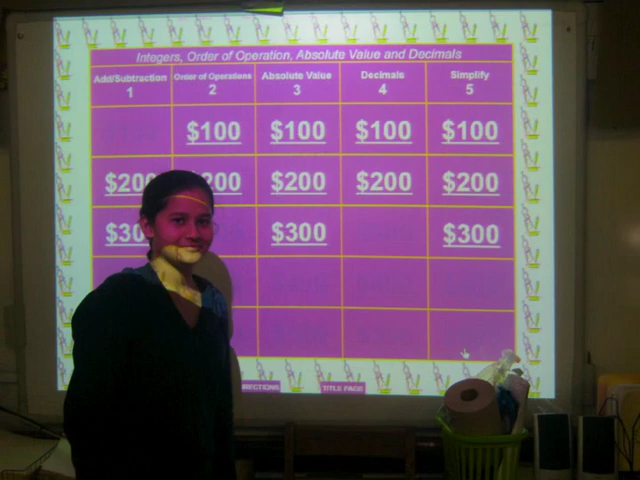 Integers, Order of Operation, Absolute Value and Decimals
Add/Subtraction Order of Operations Absolute Value Decimals Simplify
1 2 3 4 5
$100 $100 $100 $100
$200 $200 $200 $200
$300 $300
TITLE PAGE